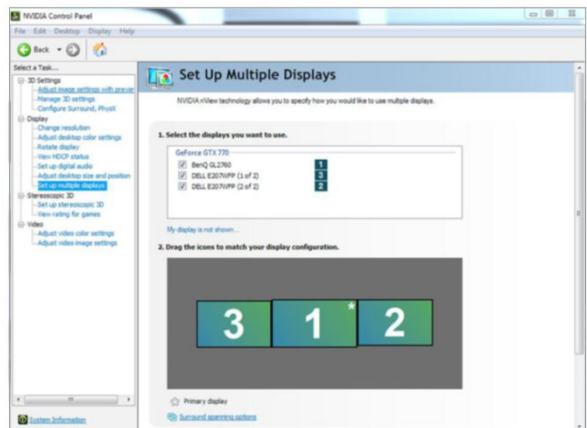 NVIDIA Control Panel
File Edit Desktop Display Help
Back
Select a Task...
3D Settings
Adjust image settings with preview
Manage 3D settings
Configure Surround, PhysX
Display
Change resolution
Adjust desktop color settings
Rotate display
View HDCP status
Set up digital audio
Adjust desktop size and position
Set up multiple displays
Stereoscopic 3D
Set up stereoscopic 3D
View rating for games
Video
Adjust video color settings
Adjust video image settings
System Information
Set Up Multiple Displays
NVIDIA nView technology allows you to specify how you would like to use multiple displays.
1. Select the displays you want to use.
GeForce GTX 770
BenQ GL2760 1
DELL E207WFP (1 of 2) 3
DELL E207WFP (2 of 2) 2
My display is not shown...
2. Drag the icons to match your display configuration.
3 1 * 2
Primary display
Surround spanning options